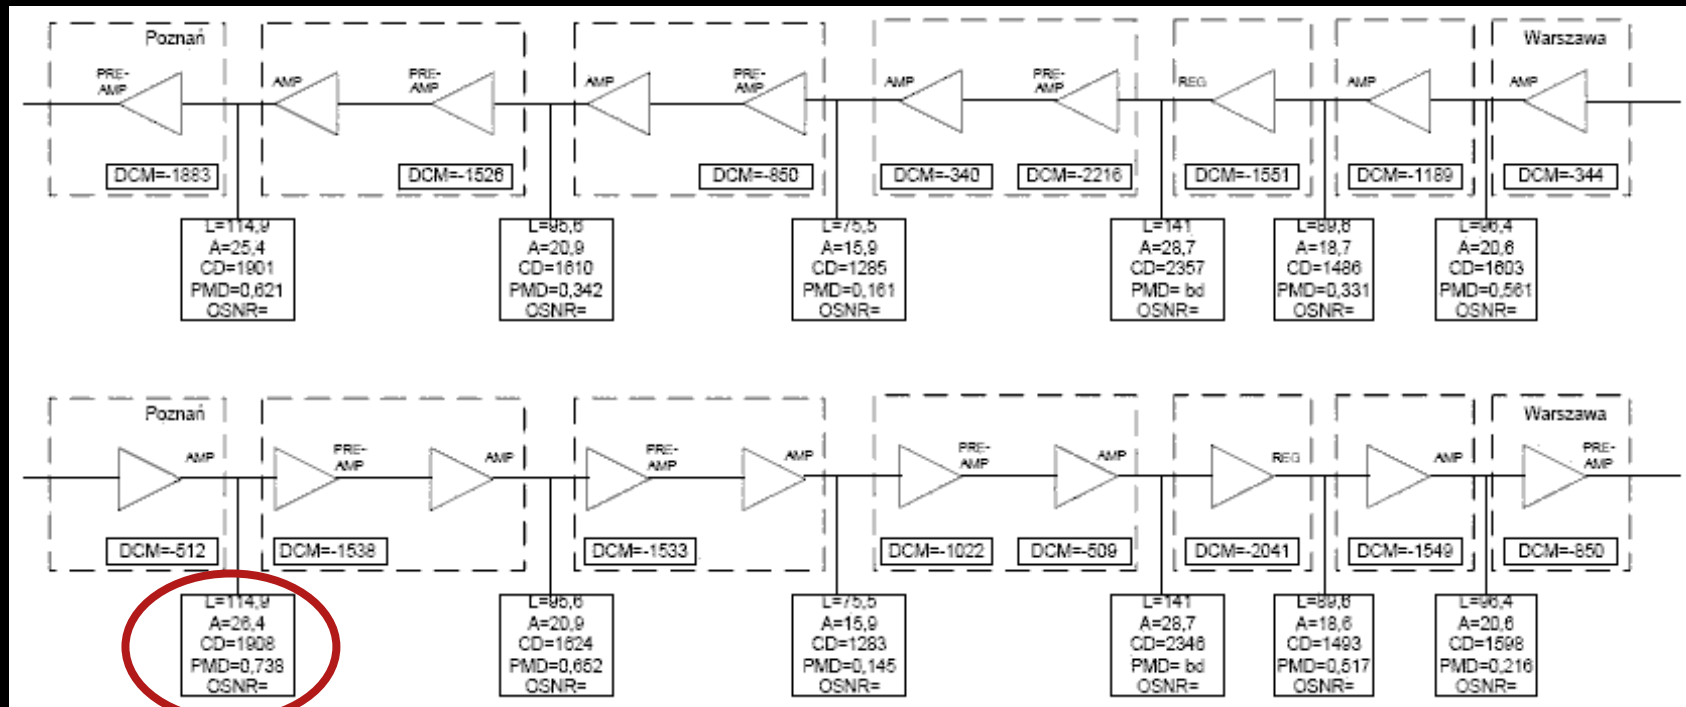 Poznań
Warszawa
PRE-
AMP
AMP
PRE-
AMP
AMP
PRE-
AMP
AMP
PRE-
AMP
REG
AMP
AMP
DCM=-1883
DCM=-1526
DCM=-850
DCM=-340
DCM=-2216
DCM=-1551
DCM=-1189
DCM=-344
L=114,9
A=25,4
CD=1901
PMD=0,621
OSNR=
L=95,6
A=20,9
CD=1610
PMD=0,342
OSNR=
L=75,5
A=15,9
CD=1285
PMD=0,161
OSNR=
L=141
A=28,7
CD=2357
PMD= bd
OSNR=
L=89,6
A=18,7
CD=1486
PMD=0,331
OSNR=
L=96,4
A=20,6
CD=1603
PMD=0,561
OSNR=
Poznań
Warszawa
AMP
PRE-
AMP
AMP
PRE-
AMP
AMP
PRE-
AMP
AMP
REG
AMP
PRE-
AMP
DCM=-512
DCM=-1538
DCM=-1533
DCM=-1022
DCM=-509
DCM=-2041
DCM=-1549
DCM=-850
L=114,9
A=26,4
CD=1908
PMD=0,738
OSNR=
L=95,6
A=20,9
CD=1624
PMD=0,652
OSNR=
L=75,5
A=15,9
CD=1283
PMD=0,145
OSNR=
L=141
A=28,7
CD=2346
PMD= bd
OSNR=
L=89,6
A=18,6
CD=1493
PMD=0,517
OSNR=
L=96,4
A=20,6
CD=1598
PMD=0,216
OSNR=